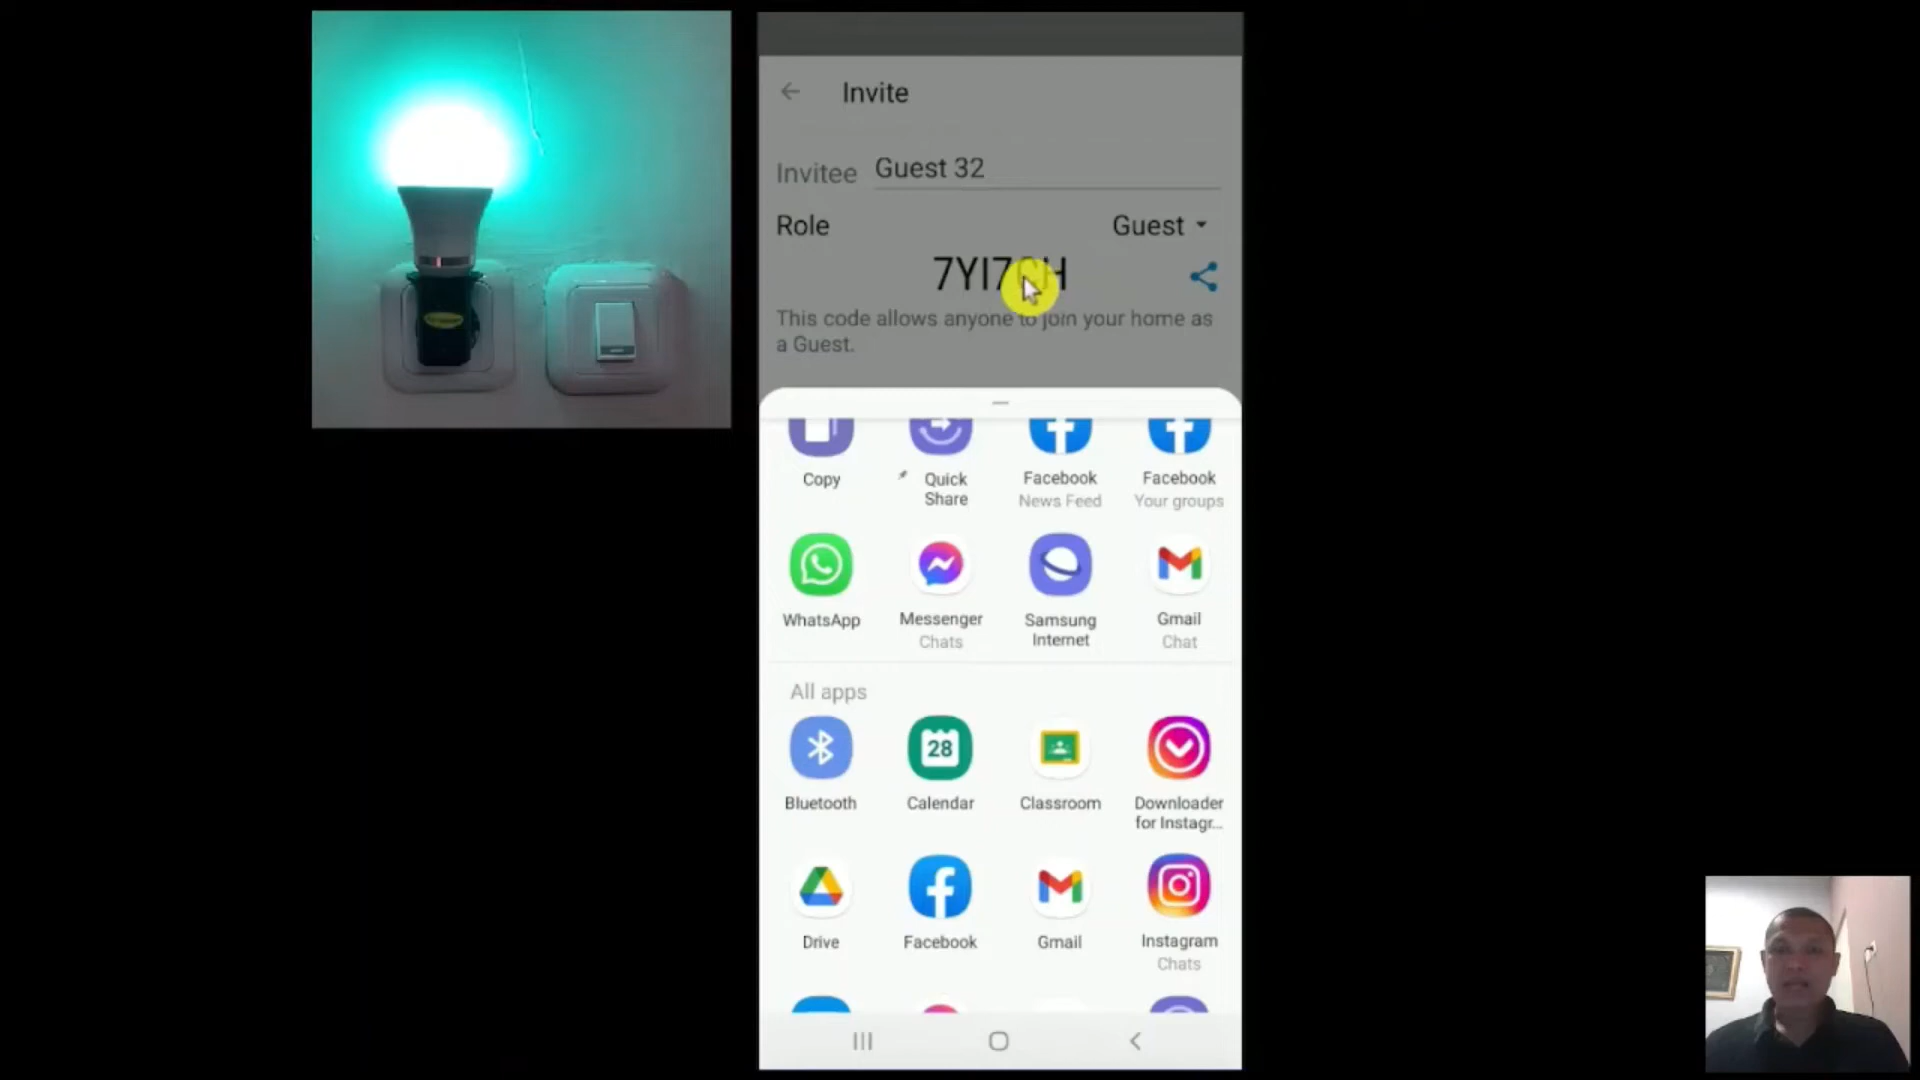 Invite
Invitee Guest 32
Role Guest
This code allows anyone to join your home as
a Guest.
Copy
Quick
Share
Facebook
News Feed
Facebook
Your groups
WhatsApp
Messenger
Chats
Samsung
Internet
Gmail
Chat
All apps
Bluetooth
28
Calendar
Classroom
Downloader
for Instagr...
Drive
Facebook
Gmail
Instagram
Chats